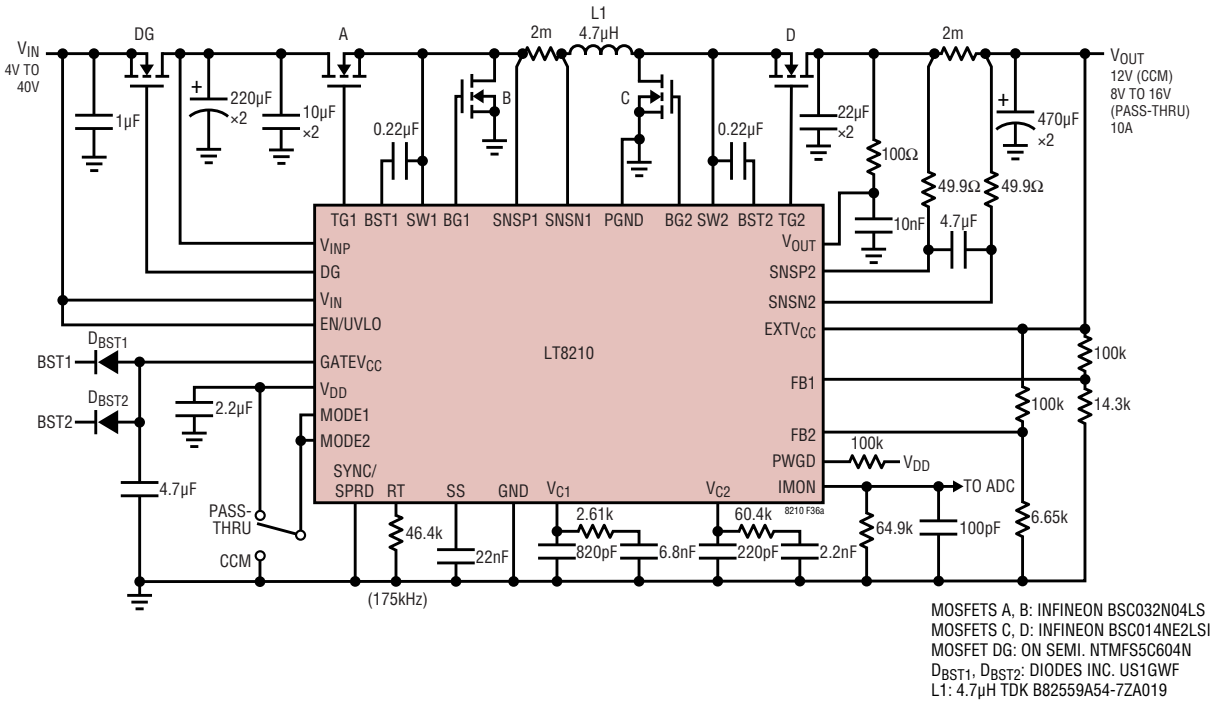 L1
4.7µH
DG
A
2m
D
2m
VIN
4V TO
40V
1µF
+
220µF
×2
10µF
×2
B
C
22µF
×2
+
470µF
×2
VOUT
12V (CCM)
8V TO 16V
(PASS-THRU)
10A
0.22µF
0.22µF
100Ω
49.9Ω
49.9Ω
10nF
4.7µF
TG1
BST1
SW1
BG1
SNSP1
SNSN1
PGND
BG2
SW2
BST2
TG2
VINP
DG
VIN
EN/UVLO
GATEVCC
VDD
MODE1
MODE2
SYNC/
SPRD
RT
SS
GND
VC1
VC2
LT8210
VOUT
SNSP2
SNSN2
EXTVCC
FB1
FB2
PWGD
IMON
8210 F36a
BST1
DBST1
BST2
DBST2
2.2µF
4.7µF
PASS-
THRU
CCM
46.4k
(175kHz)
22nF
2.61k
820pF
6.8nF
60.4k
220pF
2.2nF
100k
14.3k
100k
100k
VDD
TO ADC
64.9k
100pF
6.65k
MOSFETS A, B: INFINEON BSC032N04LS
MOSFETS C, D: INFINEON BSC014NE2LSI
MOSFET DG: ON SEMI. NTMFS5C604N
DBST1, DBST2: DIODES INC. US1GWF
L1: 4.7µH TDK B82559A54-7ZA019